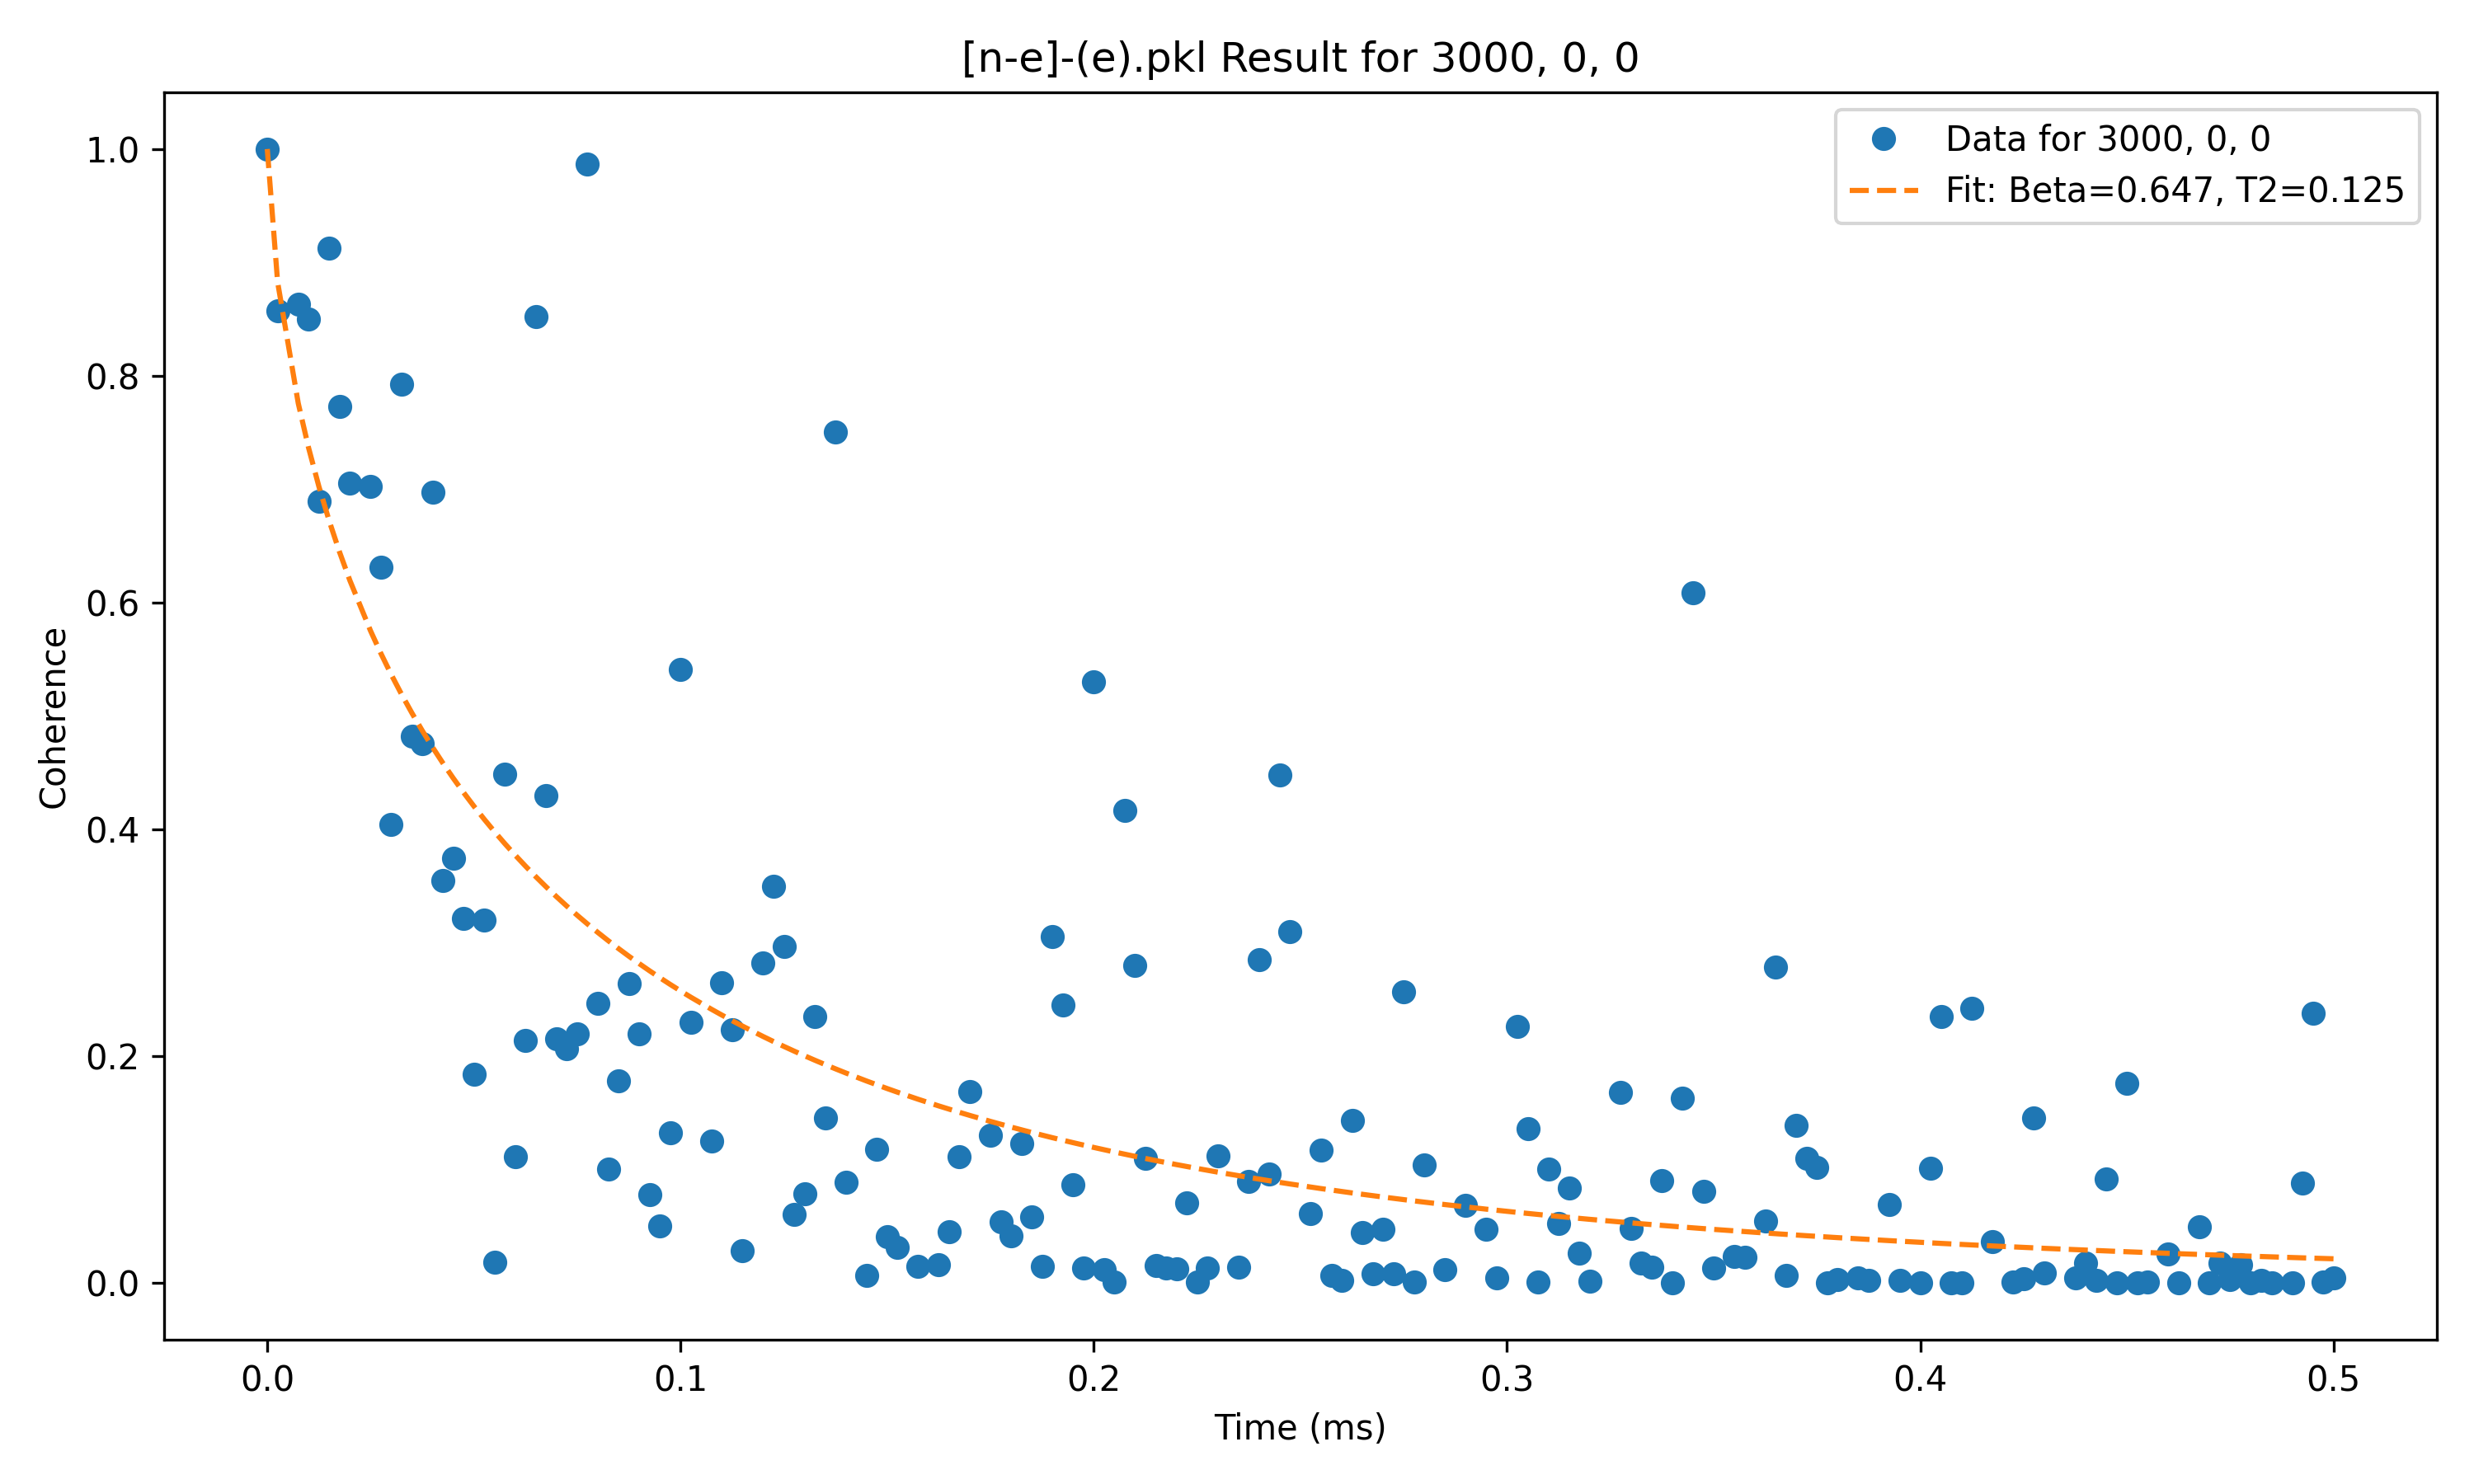 [n-e]-(e).pkl Result for 3000, 0, 0
Data for 3000, 0, 0
Fit: Beta=0.647, T2=0.125
1.0
0.8
0.6
0.4
0.2
0.0
Coherence
0.0 0.1 0.2 0.3 0.4 0.5
Time (ms)